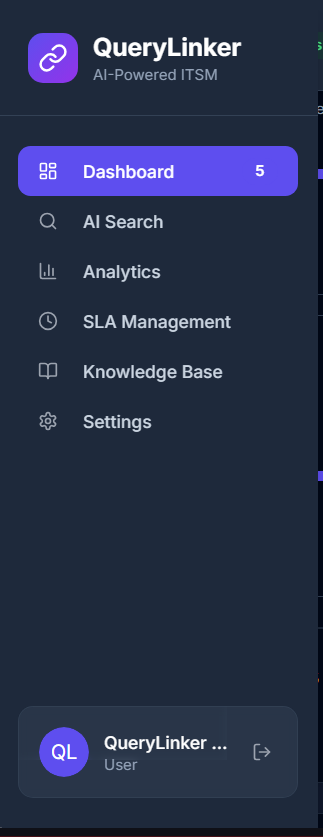 QueryLinker
AI-Powered ITSM
Dashboard 5
AI Search
Analytics
SLA Management
Knowledge Base
Settings
QL
QueryLinker ...
User